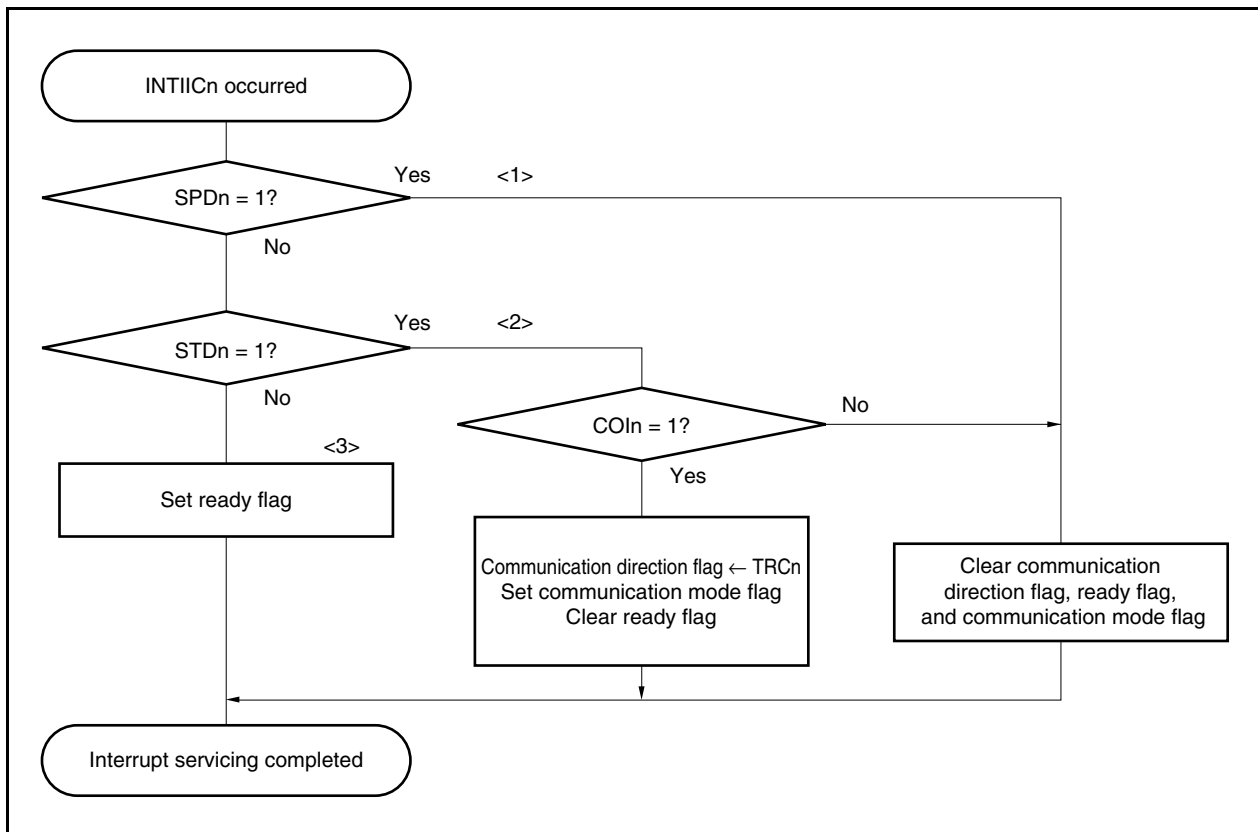 INTIICn occurred
Yes
<1>
SPDn = 1?
No
Yes
<2>
STDn = 1?
No
COIn = 1?
No
Yes
<3>
Set ready flag
Communication direction flag ← TRCn
Set communication mode flag
Clear ready flag
Clear communication
direction flag, ready flag,
and communication mode flag
Interrupt servicing completed